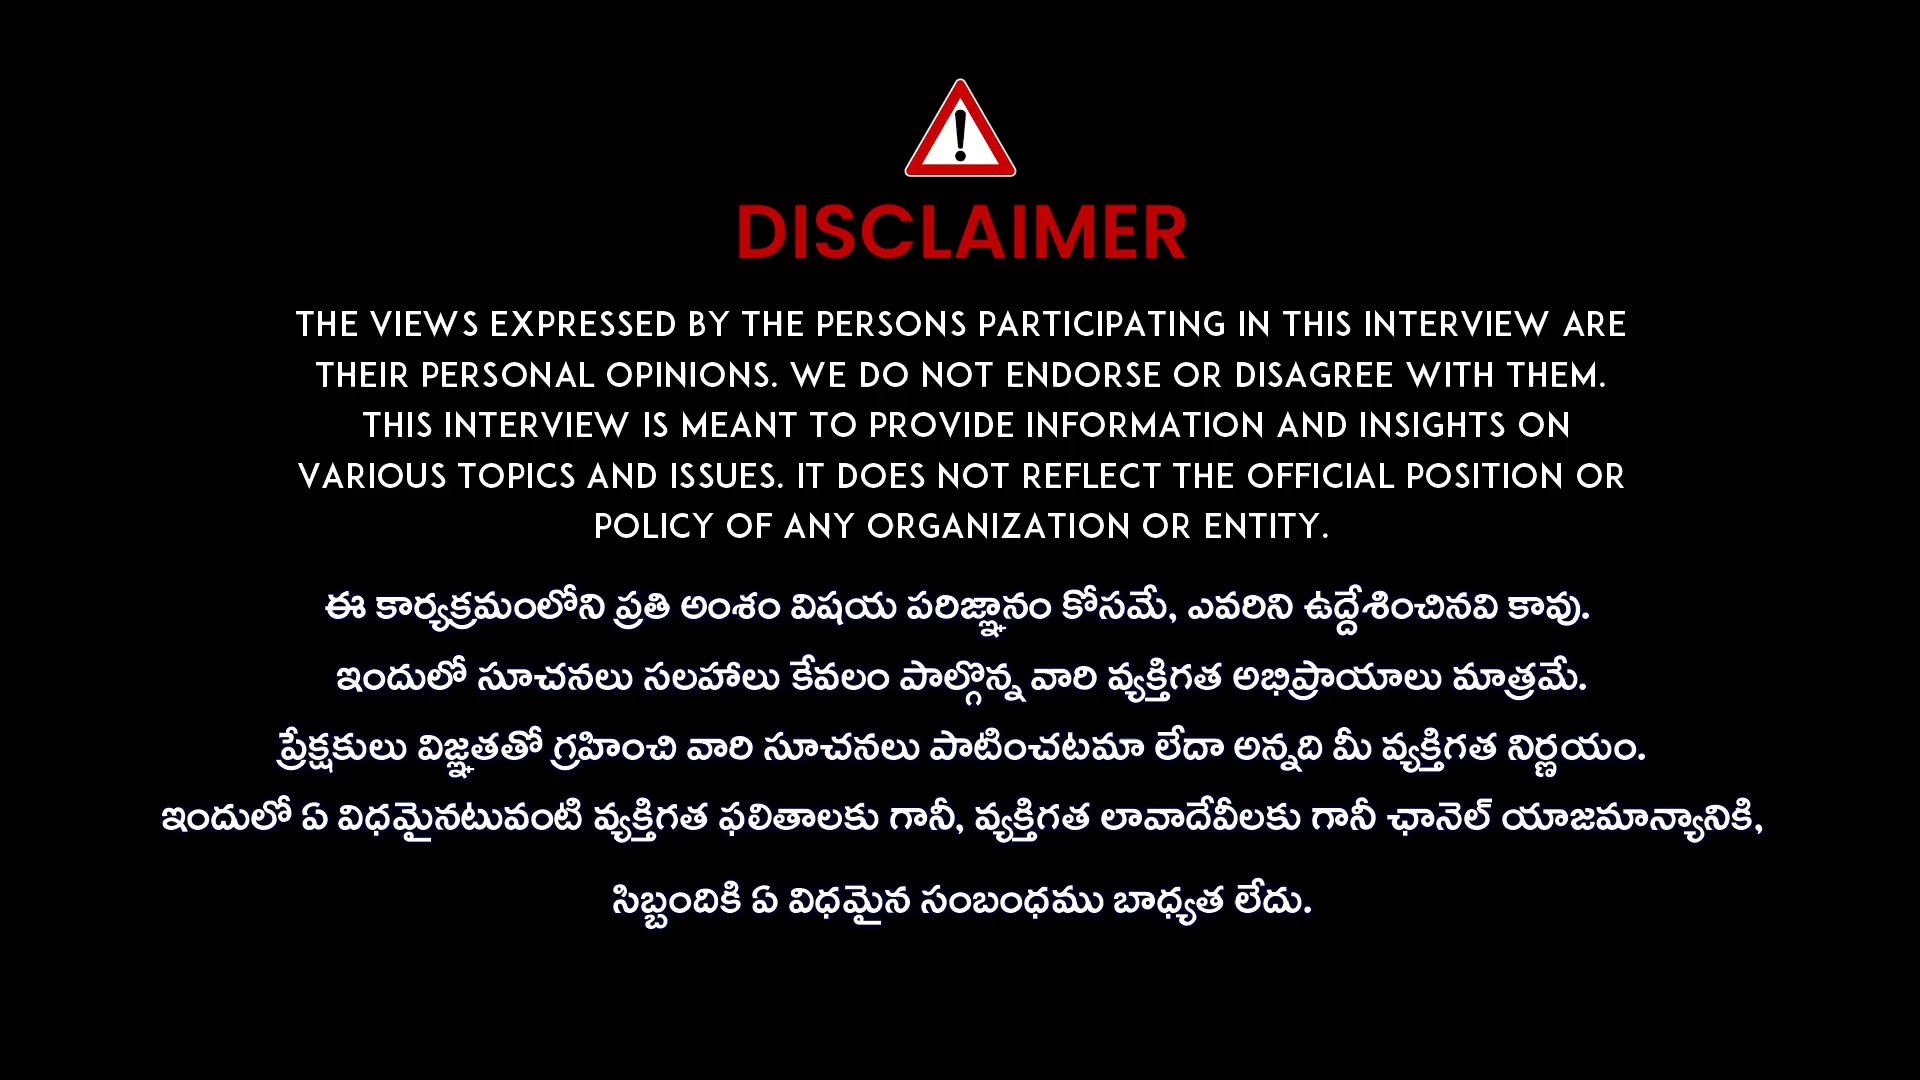 DISCLAIMER
THE VIEWS EXPRESSED BY THE PERSONS PARTICIPATING IN THIS INTERVIEW ARE
THEIR PERSONAL OPINIONS. WE DO NOT ENDORSE OR DISAGREE WITH THEM.
THIS INTERVIEW IS MEANT TO PROVIDE INFORMATION AND INSIGHTS ON
VARIOUS TOPICS AND ISSUES. IT DOES NOT REFLECT THE OFFICIAL POSITION OR
POLICY OF ANY ORGANIZATION OR ENTITY.
ఈ కార్యక్రమంలోని ప్రతి అంశం విషయ పరిజ్ఞానం కోసమే, ఎవరిని ఉద్దేశించినవి కావు.
ఇందులో సూచనలు సలహాలు కేవలం పాల్గొన్న వారి వ్యక్తిగత అభిప్రాయాలు మాత్రమే.
ప్రేక్షకులు విజ్ఞతతో గ్రహించి వారి సూచనలు పాటించటమా లేదా అన్నది మీ వ్యక్తిగత నిర్ణయం.
ఇందులో ఏ విధమైనటువంటి వ్యక్తిగత ఫలితాలకు గానీ, వ్యక్తిగత లావాదేవీలకు గానీ ఛానెల్ యాజమాన్యానికి,
సిబ్బందికి ఏ విధమైన సంబంధము బాధ్యత లేదు.